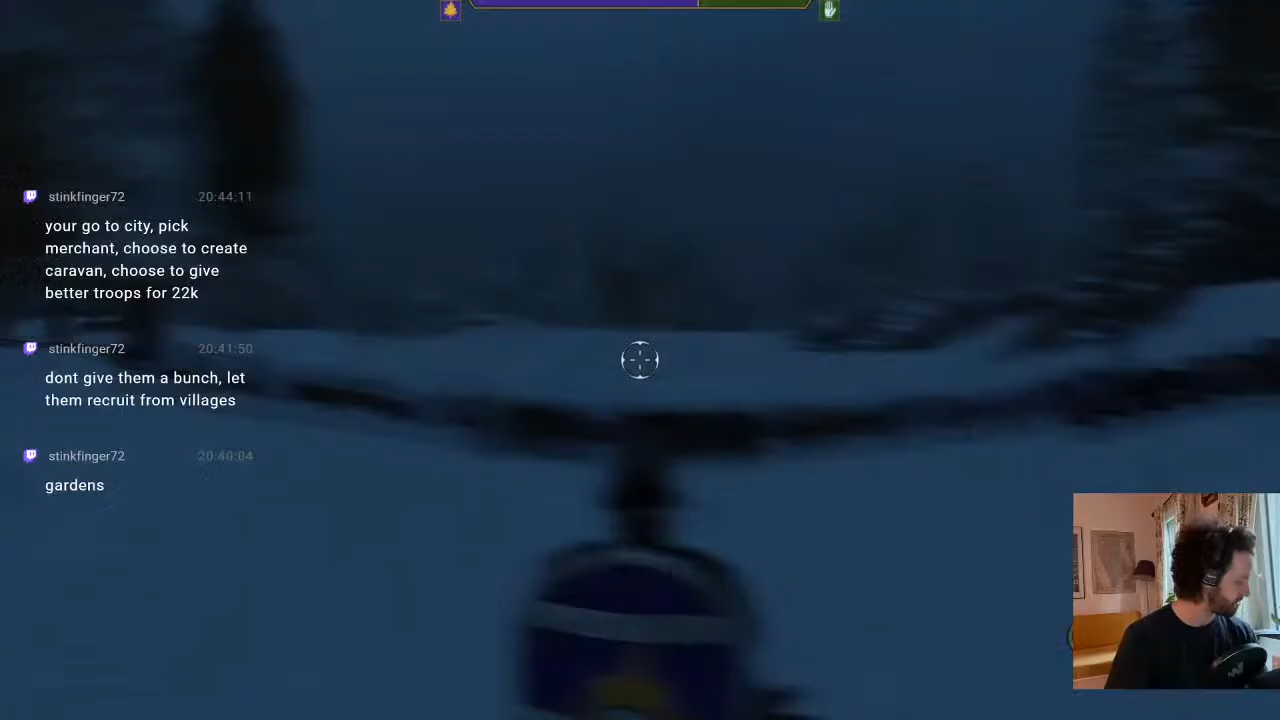 stinkfinger72 20:44:11
your go to city, pick
merchant, choose to create
caravan, choose to give
better troops for 22k
stinkfinger72 20:41:50
dont give them a bunch, let
them recruit from villages
stinkfinger72 20:40:04
gardens